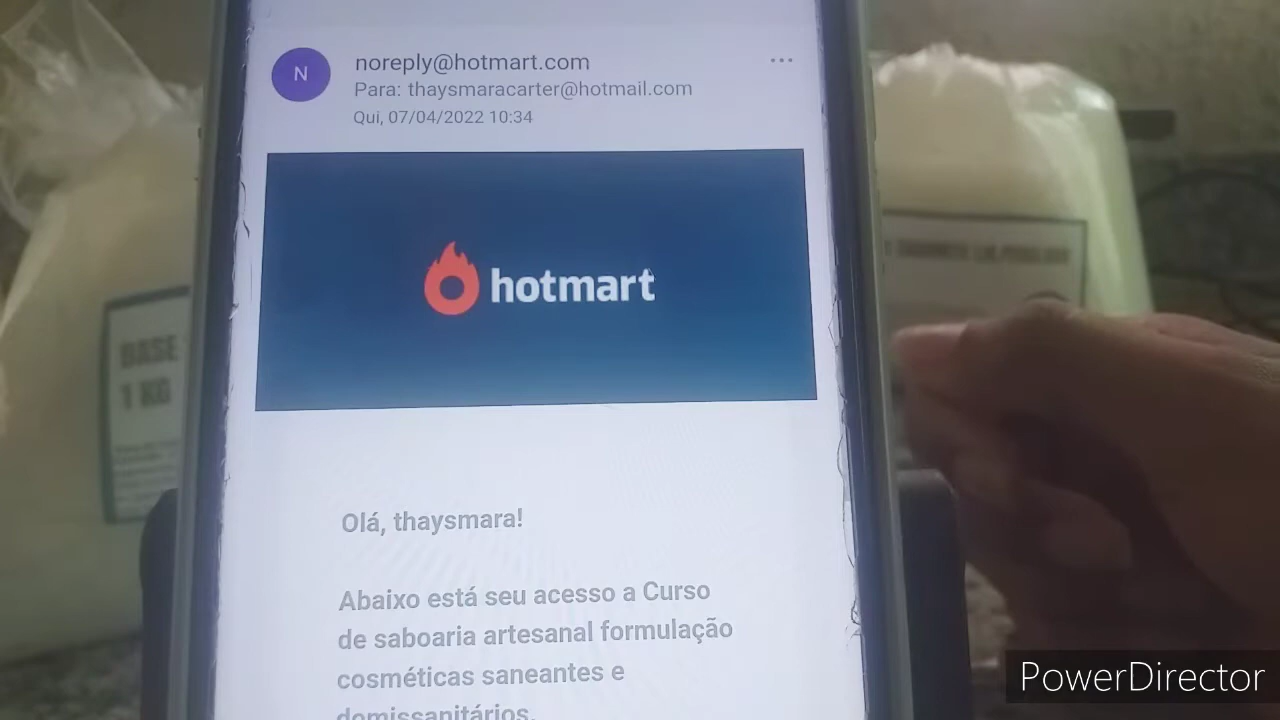 N
noreply@hotmart.com
Para: thaysmaracarter@hotmail.com
Qui, 07/04/2022 10:34
hotmart
Olá, thaysmara!
Abaixo está seu acesso a Curso
de saboaria artesanal formulação
cosméticas saneantes e
domissanitários.
BASE
1 KG
PowerDirector